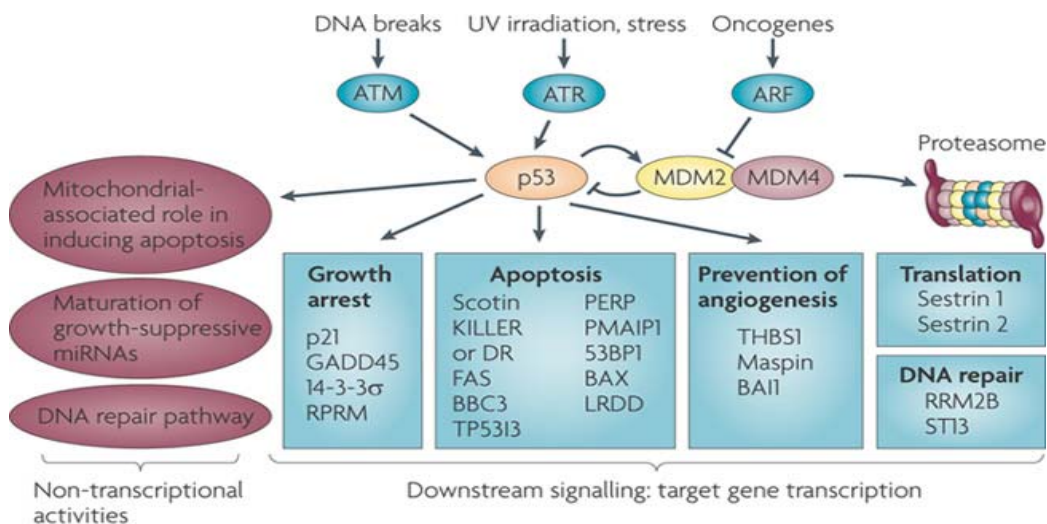 DNA breaks
UV irradiation, stress
Oncogenes
ATM
ATR
ARF
Proteasome
p53
MDM2
MDM4
Mitochondrial-
associated role in
inducing apoptosis
Maturation of
growth-suppressive
miRNAs
DNA repair pathway
Growth
arrest
p21
GADD45
14-3-3σ
RPRM
Apoptosis
Scotin
KILLER
or DR
FAS
BBC3
TP53I3
PERP
PMAIP1
53BP1
BAX
LRDD
Prevention of
angiogenesis
THBS1
Maspin
BAI1
Translation
Sestrin 1
Sestrin 2
DNA repair
RRM2B
ST13
Non-transcriptional
activities
Downstream signalling: target gene transcription